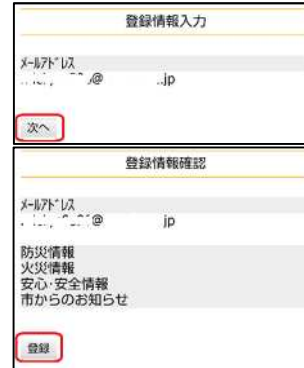 登録情報入力
メールアドレス
@ .jp
次へ
登録情報確認
メールアドレス
@ jp
防災情報
火災情報
安心・安全情報
市からのお知らせ
登録